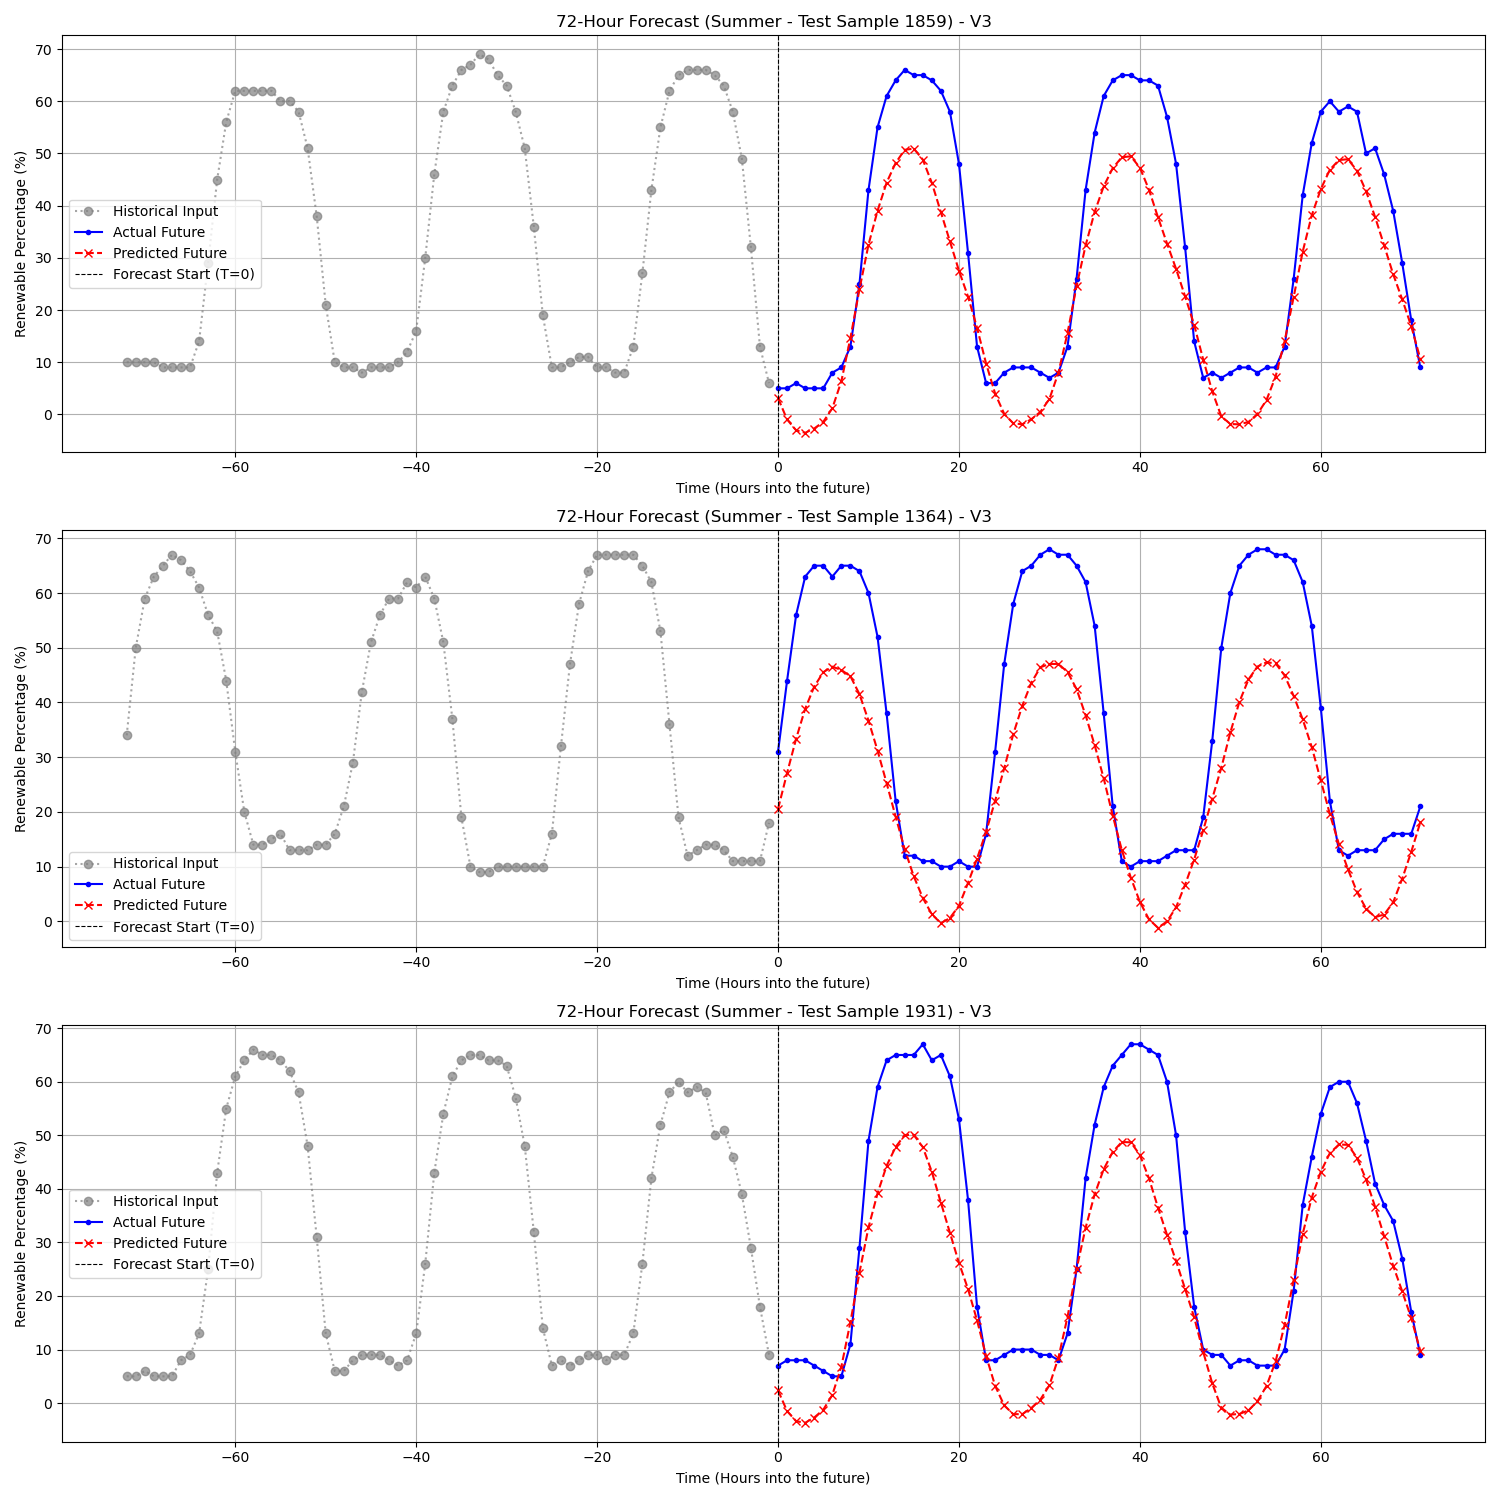 72-Hour Forecast (Summer - Test Sample 1859) - V3
Renewable Percentage (%)
70
60
50
40
30
20
10
0
Historical Input
Actual Future
Predicted Future
Forecast Start (T=0)
−60 −40 −20 0 20 40 60
Time (Hours into the future)
72-Hour Forecast (Summer - Test Sample 1364) - V3
Renewable Percentage (%)
70
60
50
40
30
20
10
0
Historical Input
Actual Future
Predicted Future
Forecast Start (T=0)
−60 −40 −20 0 20 40 60
Time (Hours into the future)
72-Hour Forecast (Summer - Test Sample 1931) - V3
Renewable Percentage (%)
70
60
50
40
30
20
10
0
Historical Input
Actual Future
Predicted Future
Forecast Start (T=0)
−60 −40 −20 0 20 40 60
Time (Hours into the future)